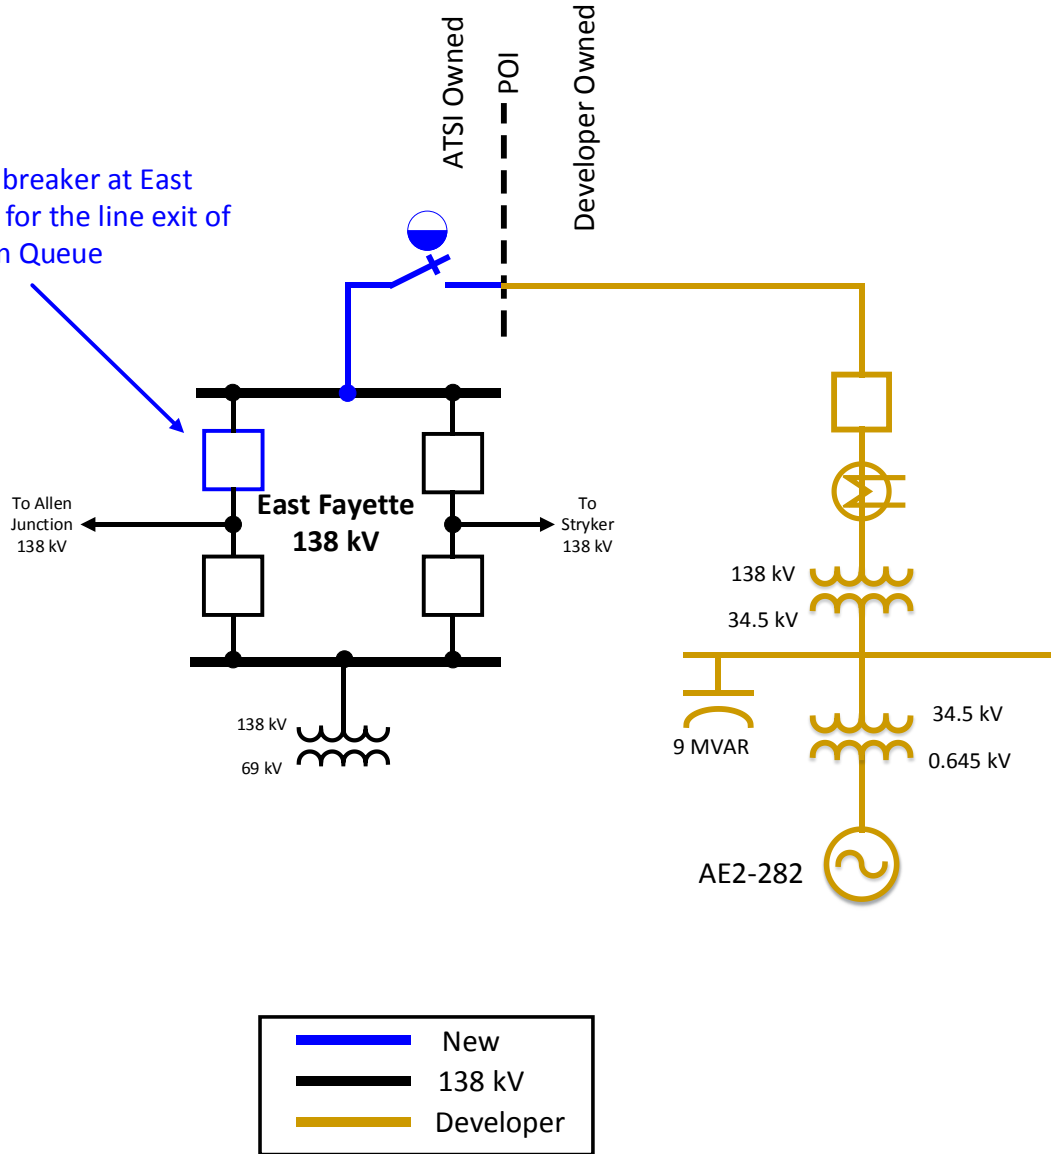 ATSI Owned
POI
Developer Owned
breaker at East
for the line exit of
Queue
To Allen
Junction
138 kV
East Fayette
138 kV
To
Stryker
138 kV
138 kV
34.5 kV
138 kV
69 kV
9 MVAR
34.5 kV
0.645 kV
AE2-282
New
138 kV
Developer